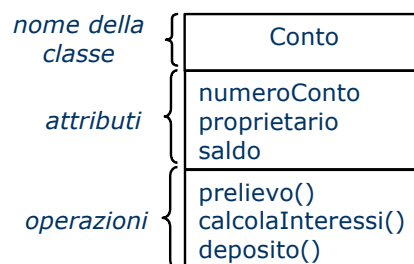 nome della
classe
Conto
attributi
numeroConto
proprietario
saldo
operazioni
prelievo()
calcolaInteressi()
deposito()